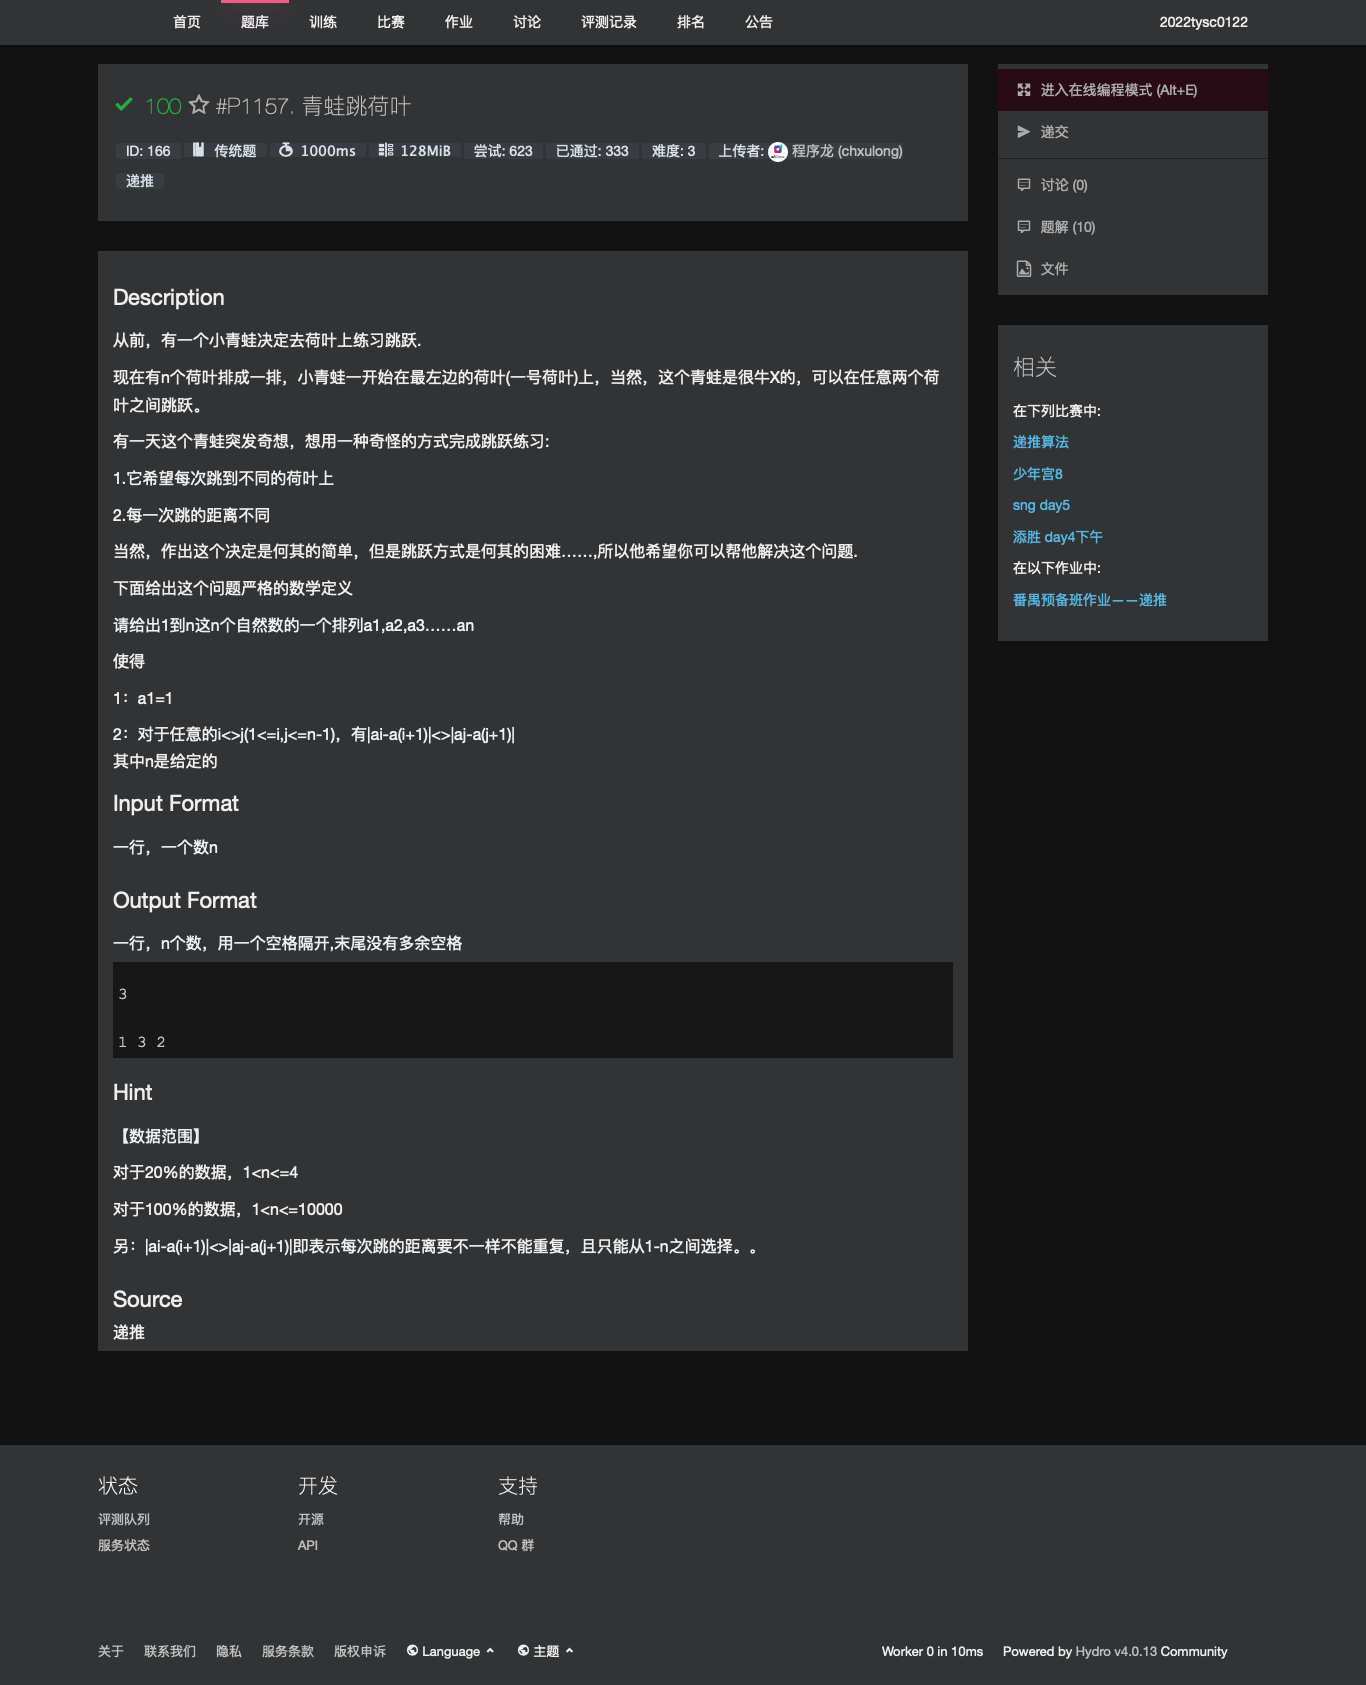 首页 题库 训练 比赛 作业 讨论 评测记录 排名 公告 2022tysc0122
100 #P1157. 青蛙跳荷叶
ID: 166 传统题 1000ms 128MiB 尝试: 623 已通过: 333 难度: 3 上传者: 程序龙 (chxulong)
递推
Description
从前，有一个小青蛙决定去荷叶上练习跳跃.
现在有n个荷叶排成一排，小青蛙一开始在最左边的荷叶(一号荷叶)上，当然，这个青蛙是很牛X的，可以在任意两个荷
叶之间跳跃。
有一天这个青蛙突发奇想，想用一种奇怪的方式完成跳跃练习:
1.它希望每次跳到不同的荷叶上
2.每一次跳的距离不同
当然，作出这个决定是何其的简单，但是跳跃方式是何其的困难……,所以他希望你可以帮他解决这个问题.
下面给出这个问题严格的数学定义
请给出1到n这n个自然数的一个排列a1,a2,a3……an
使得
1：a1=1
2：对于任意的i<>j(1<=i,j<=n-1)，有|ai-a(i+1)|<>|aj-a(j+1)|
其中n是给定的
Input Format
一行，一个数n
Output Format
一行，n个数，用一个空格隔开,末尾没有多余空格
3
1 3 2
Hint
【数据范围】
对于20%的数据，1<n<=4
对于100%的数据，1<n<=10000
另：|ai-a(i+1)|<>|aj-a(j+1)|即表示每次跳的距离要不一样不能重复，且只能从1-n之间选择。。
Source
递推
进入在线编程模式 (Alt+E)
递交
讨论 (0)
题解 (10)
文件
相关
在下列比赛中:
递推算法
少年宫8
sng day5
添胜 day4下午
在以下作业中:
番禺预备班作业——递推
状态 开发 支持
评测队列 开源 帮助
服务状态 API QQ 群
关于 联系我们 隐私 服务条款 版权申诉 Language 主题 Worker 0 in 10ms Powered by Hydro v4.0.13 Community